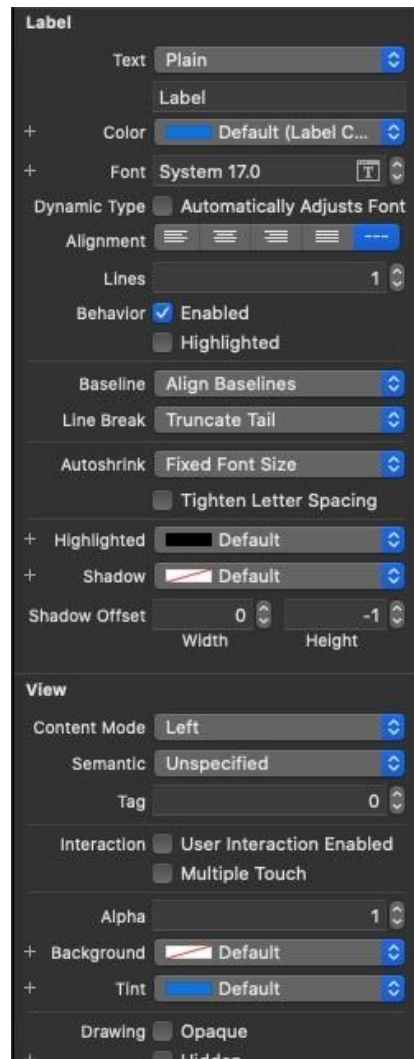 Label
Text Plain
Label
+ Color Default (Label C...
+ Font System 17.0 T
Dynamic Type Automatically Adjusts Font
Alignment ---
Lines 1
Behavior Enabled
Highlighted
Baseline Align Baselines
Line Break Truncate Tail
Autoshrink Fixed Font Size
Tighten Letter Spacing
+ Highlighted Default
+ Shadow Default
Shadow Offset 0 -1
Width Height
View
Content Mode Left
Semantic Unspecified
Tag 0
Interaction User Interaction Enabled
Multiple Touch
Alpha 1
+ Background Default
+ Tint Default
Drawing Opaque
+ Hidden